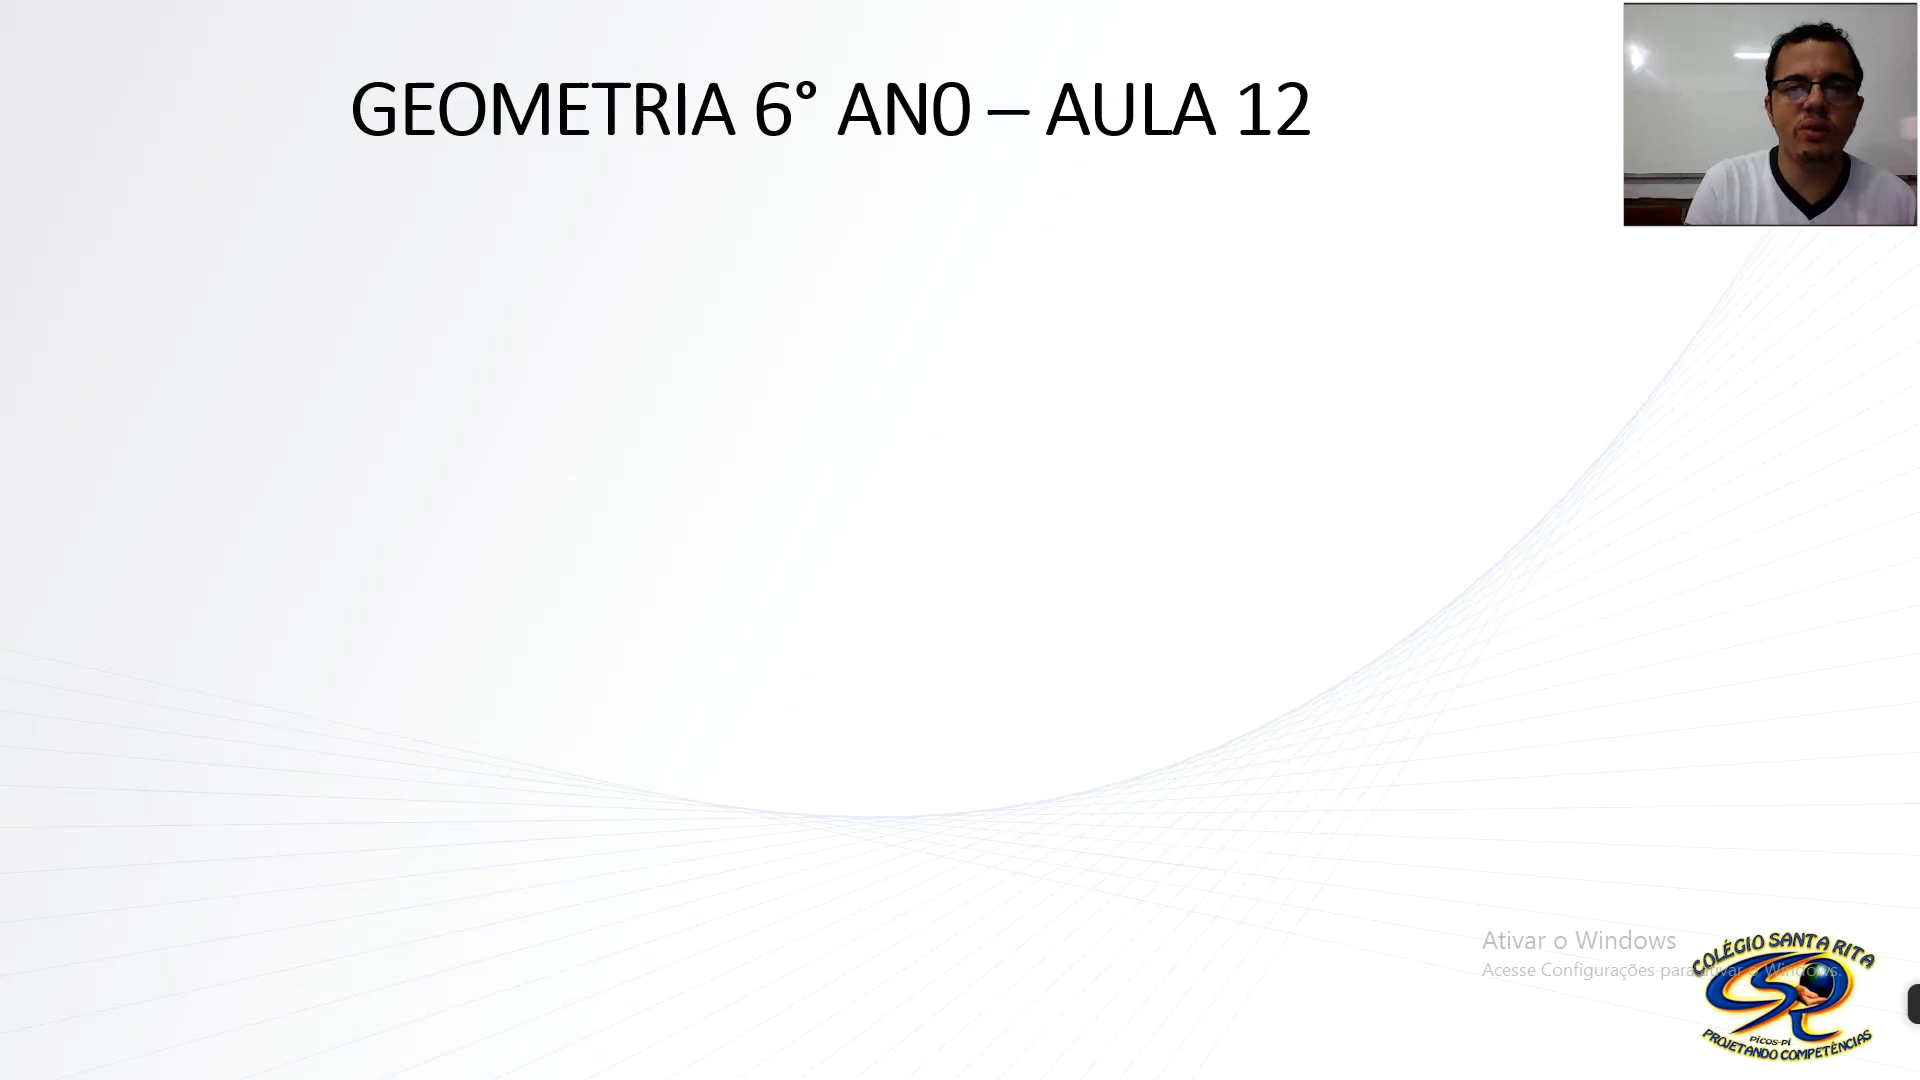 GEOMETRIA 6° AN0 – AULA 12
Ativar o Windows
Acesse Configurações para ativar o Windows.
COLÉGIO SANTA RITA
PICOS-PI
PROJETANDO COMPETÊNCIAS